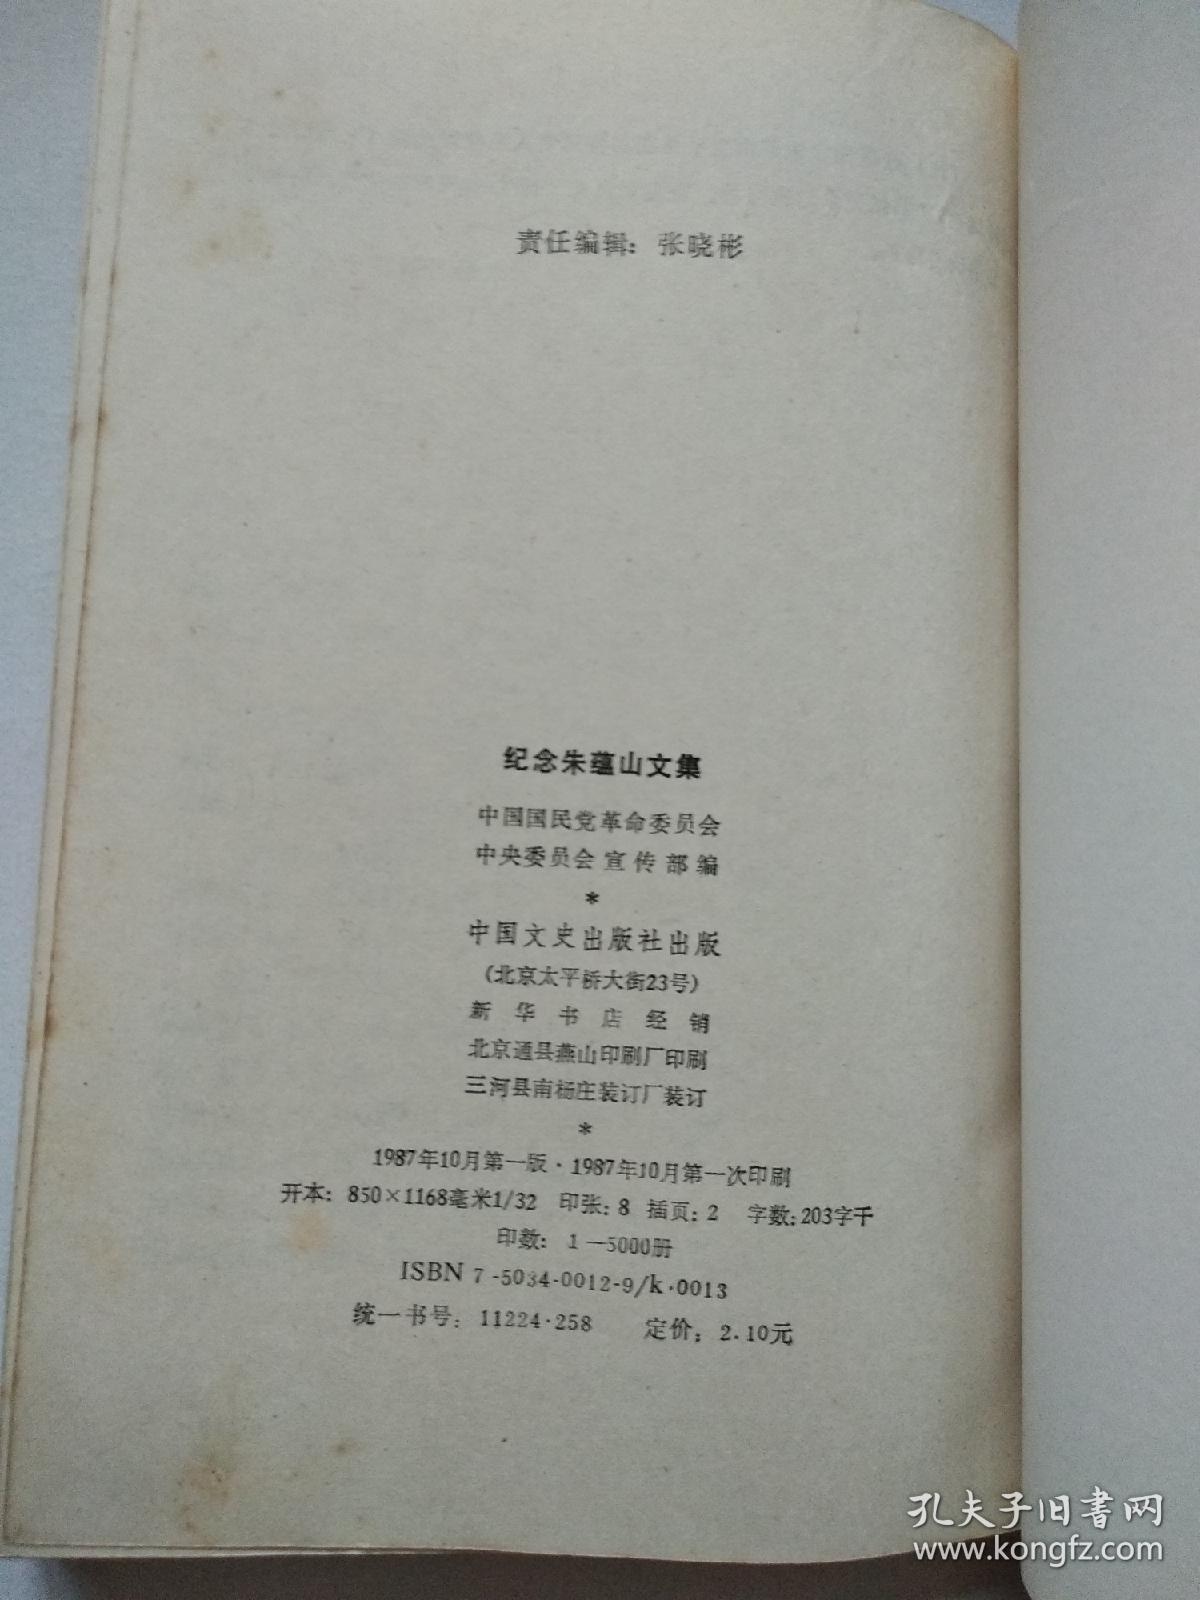 责任编辑：张晓彬
纪念朱蕴山文集
中国国民党革命委员会
中央委员会宣传部编
*
中国文史出版社出版
(北京太平桥大街23号)
新华书店经销
北京通县燕山印刷厂印刷
三河县南杨庄装订厂装订
*
1987年10月第一版·1987年10月第一次印刷
开本：850×1168毫米1/32 印张：8 插页：2 字数：203字千
印数：1—5000册
ISBN 7-5034-0012-9/k·0013
统一书号：11224·258 定价：2.10元
孔夫子旧书网
www.kongfz.com